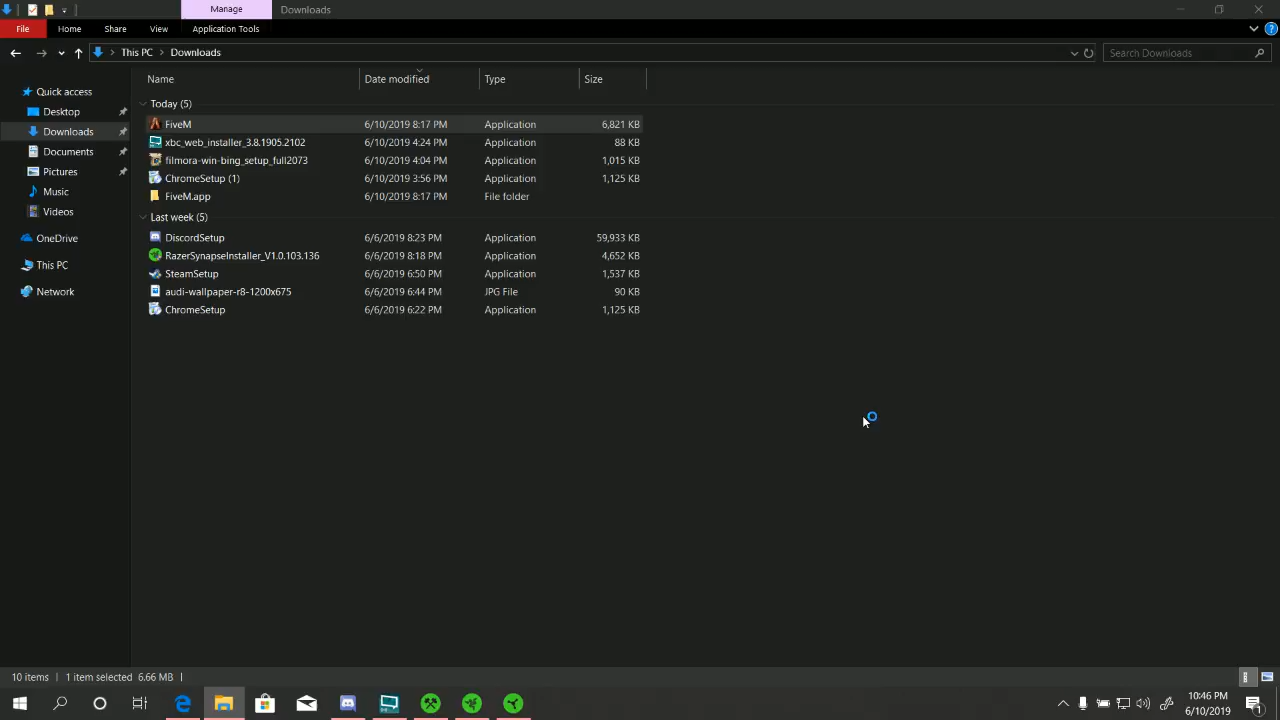 Manage Downloads
File Home Share View Application Tools
This PC Downloads Search Downloads
Name Date modified Type Size
Quick access
Desktop
Downloads
Documents
Pictures
Music
Videos
OneDrive
This PC
Network
Today (5)
FiveM 6/10/2019 8:17 PM Application 6,821 KB
xbc_web_installer_3.8.1905.2102 6/10/2019 4:24 PM Application 88 KB
filmora-win-bing_setup_full2073 6/10/2019 4:04 PM Application 1,015 KB
ChromeSetup (1) 6/10/2019 3:56 PM Application 1,125 KB
FiveM.app 6/10/2019 8:17 PM File folder
Last week (5)
DiscordSetup 6/6/2019 8:23 PM Application 59,933 KB
RazerSynapseInstaller_V1.0.103.136 6/6/2019 8:18 PM Application 4,652 KB
SteamSetup 6/6/2019 6:50 PM Application 1,537 KB
audi-wallpaper-r8-1200x675 6/6/2019 6:44 PM JPG File 90 KB
ChromeSetup 6/6/2019 6:22 PM Application 1,125 KB
10 items 1 item selected 6.66 MB
10:46 PM
6/10/2019
1